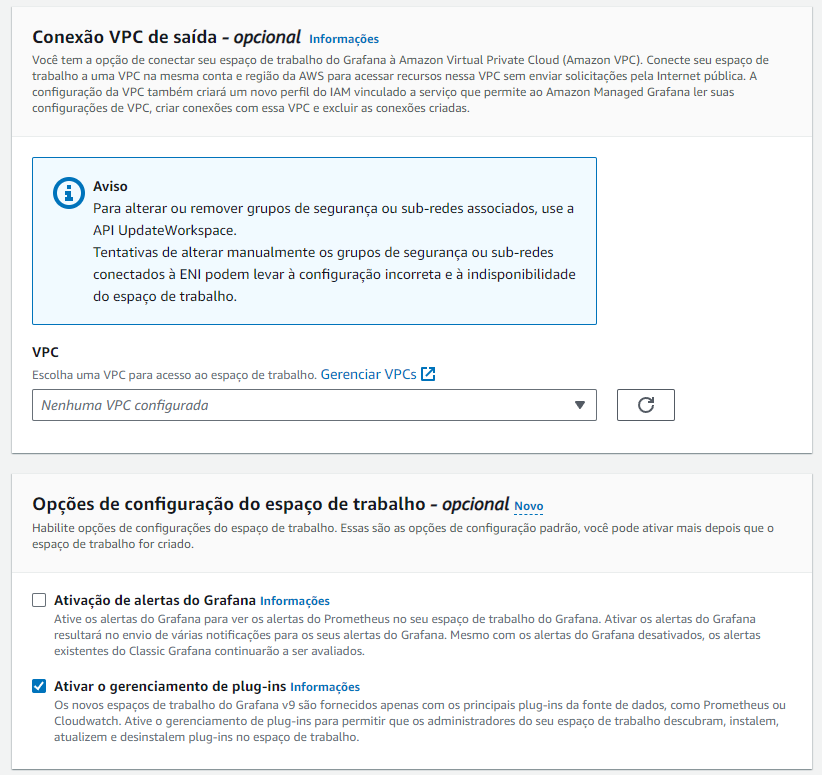 Conexão VPC de saída - opcional Informações
Você tem a opção de conectar seu espaço de trabalho do Grafana à Amazon Virtual Private Cloud (Amazon VPC). Conecte seu espaço de
trabalho a uma VPC na mesma conta e região da AWS para acessar recursos nessa VPC sem enviar solicitações pela Internet pública. A
configuração da VPC também criará um novo perfil do IAM vinculado a serviço que permite ao Amazon Managed Grafana ler suas
configurações de VPC, criar conexões com essa VPC e excluir as conexões criadas.
Aviso
Para alterar ou remover grupos de segurança ou sub-redes associados, use a
API UpdateWorkspace.
Tentativas de alterar manualmente os grupos de segurança ou sub-redes
conectados à ENI podem levar à configuração incorreta e à indisponibilidade
do espaço de trabalho.
VPC
Escolha uma VPC para acesso ao espaço de trabalho. Gerenciar VPCs
Nenhuma VPC configurada
Opções de configuração do espaço de trabalho - opcional Novo
Habilite opções de configurações do espaço de trabalho. Essas são as opções de configuração padrão, você pode ativar mais depois que o
espaço de trabalho for criado.
Ativação de alertas do Grafana Informações
Ative os alertas do Grafana para ver os alertas do Prometheus no seu espaço de trabalho do Grafana. Ativar os alertas do Grafana
resultará no envio de várias notificações para os seus alertas do Grafana. Mesmo com os alertas do Grafana desativados, os alertas
existentes do Classic Grafana continuarão a ser avaliados.
Ativar o gerenciamento de plug-ins Informações
Os novos espaços de trabalho do Grafana v9 são fornecidos apenas com os principais plug-ins da fonte de dados, como Prometheus ou
Cloudwatch. Ative o gerenciamento de plug-ins para permitir que os administradores do seu espaço de trabalho descubram, instalem,
atualizem e desinstalem plug-ins no espaço de trabalho.